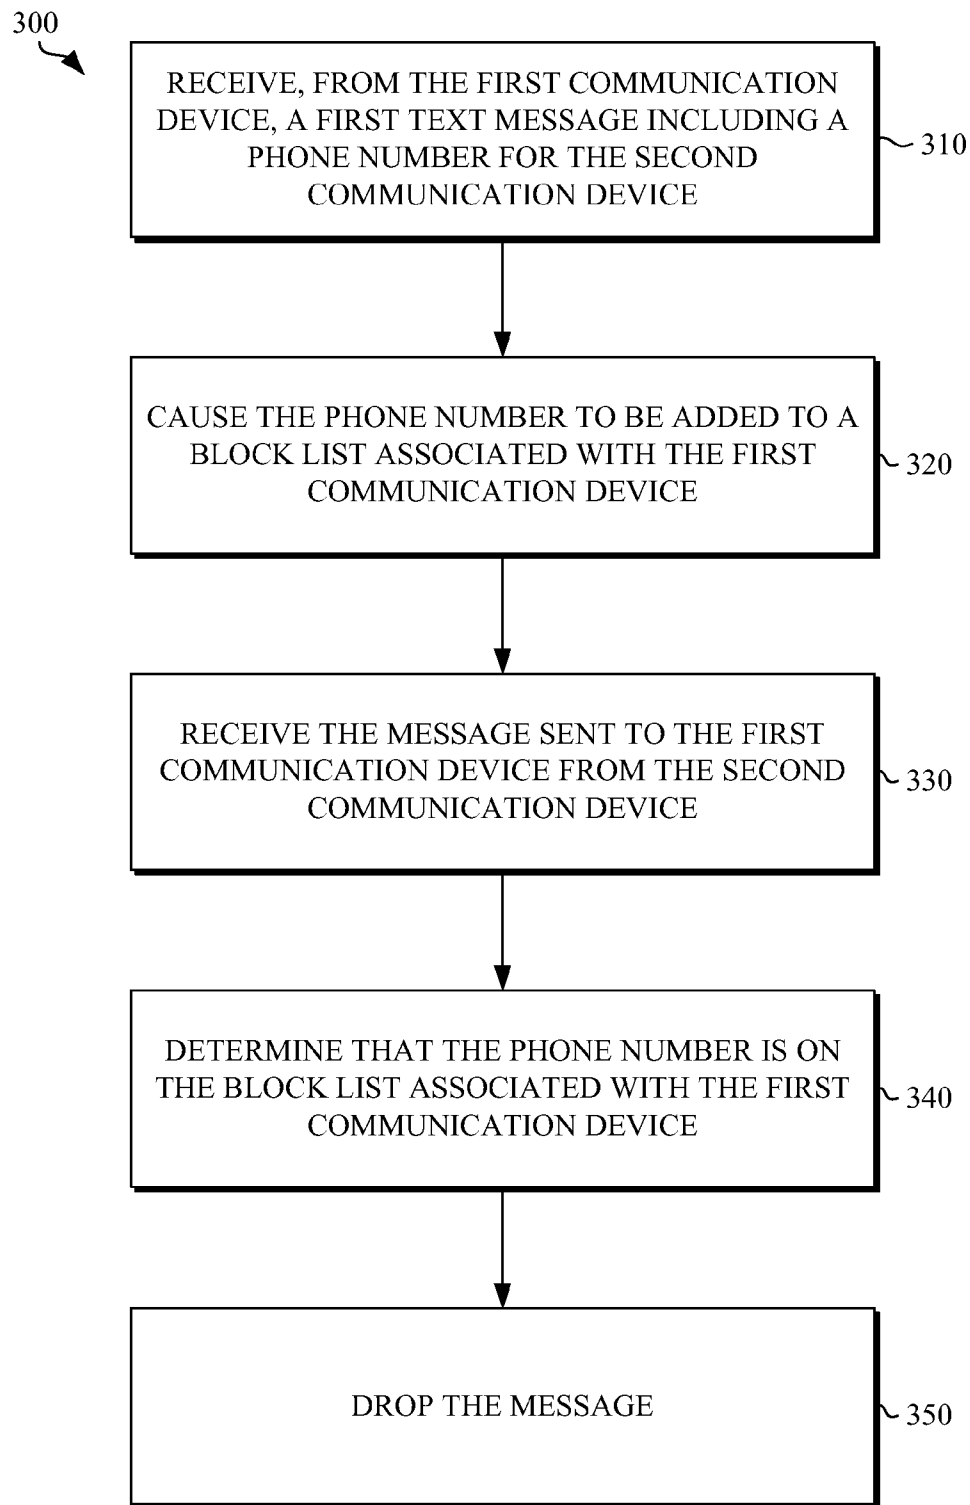 300
RECEIVE, FROM THE FIRST COMMUNICATION
DEVICE, A FIRST TEXT MESSAGE INCLUDING A
PHONE NUMBER FOR THE SECOND
COMMUNICATION DEVICE
310
CAUSE THE PHONE NUMBER TO BE ADDED TO A
BLOCK LIST ASSOCIATED WITH THE FIRST
COMMUNICATION DEVICE
320
RECEIVE THE MESSAGE SENT TO THE FIRST
COMMUNICATION DEVICE FROM THE SECOND
COMMUNICATION DEVICE
330
DETERMINE THAT THE PHONE NUMBER IS ON
THE BLOCK LIST ASSOCIATED WITH THE FIRST
COMMUNICATION DEVICE
340
DROP THE MESSAGE
350